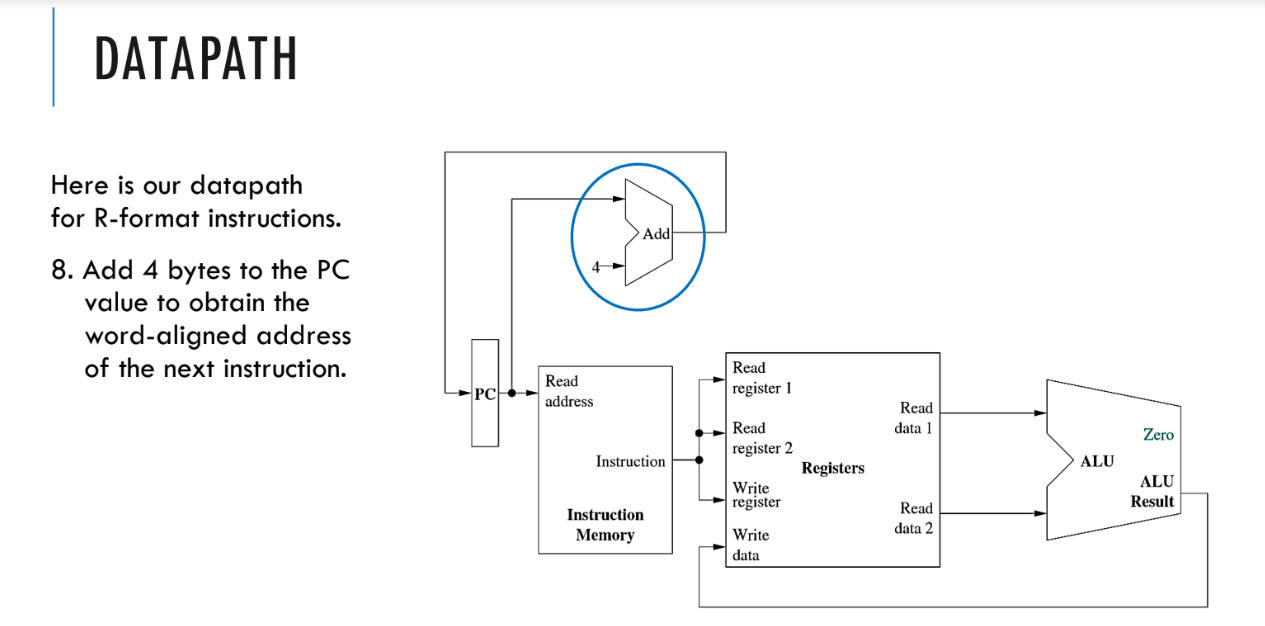 DATAPATH
Here is our datapath
for R-format instructions.
8. Add 4 bytes to the PC
value to obtain the
word-aligned address
of the next instruction.
Add
4
PC
Read
address
Instruction
Instruction
Memory
Read
register 1
Read
register 2
Write
register
Write
data
Registers
Read
data 1
Read
data 2
Zero
ALU
ALU
Result